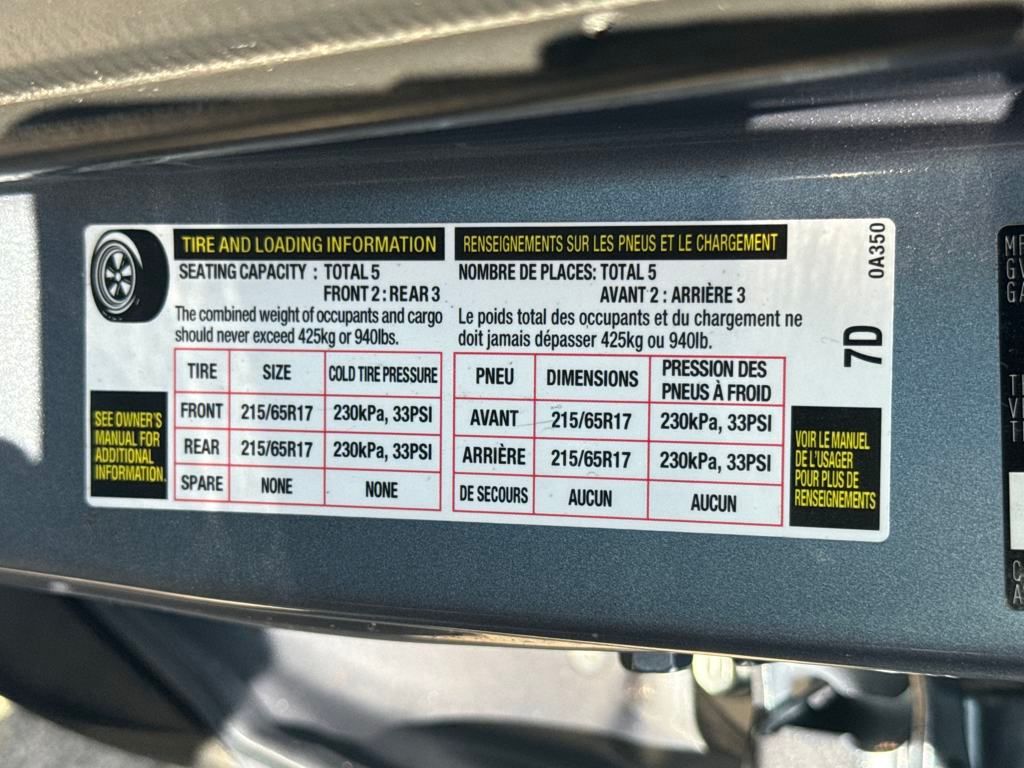 TIRE AND LOADING INFORMATION
SEATING CAPACITY : TOTAL 5
FRONT 2 : REAR 3
The combined weight of occupants and cargo
should never exceed 425kg or 940lbs.
TIRE SIZE COLD TIRE PRESSURE
FRONT 215/65R17 230kPa, 33PSI
REAR 215/65R17 230kPa, 33PSI
SPARE NONE NONE
SEE OWNER'S
MANUAL FOR
ADDITIONAL
INFORMATION.
RENSEIGNEMENTS SUR LES PNEUS ET LE CHARGEMENT
NOMBRE DE PLACES: TOTAL 5
AVANT 2 : ARRIÈRE 3
Le poids total des occupants et du chargement ne
doit jamais dépasser 425kg ou 940lb.
PNEU DIMENSIONS PRESSION DES
PNEUS À FROID
AVANT 215/65R17 230kPa, 33PSI
ARRIÈRE 215/65R17 230kPa, 33PSI
DE SECOURS AUCUN AUCUN
VOIR LE MANUEL
DE L'USAGER
POUR PLUS DE
RENSEIGNEMENTS
0A350
7D